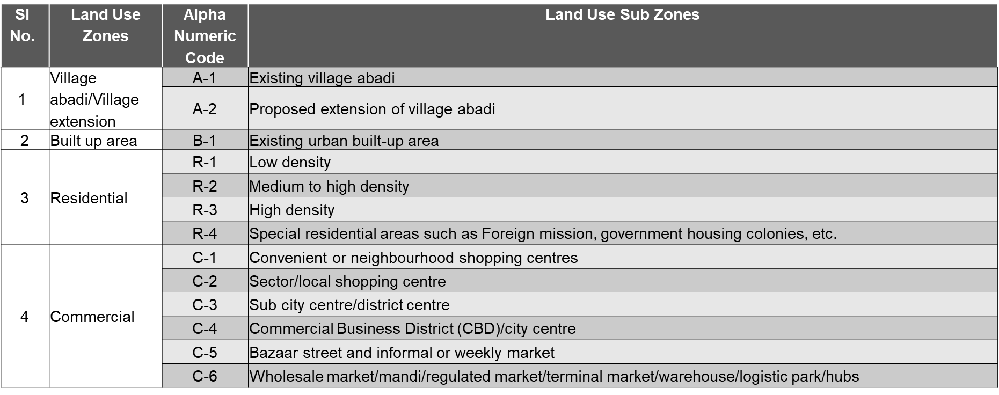 Sl No. Land Use Zones Alpha Numeric Code Land Use Sub Zones
1 Village abadi/Village extension A-1 Existing village abadi
A-2 Proposed extension of village abadi
2 Built up area B-1 Existing urban built-up area
3 Residential R-1 Low density
R-2 Medium to high density
R-3 High density
R-4 Special residential areas such as Foreign mission, government housing colonies, etc.
4 Commercial C-1 Convenient or neighbourhood shopping centres
C-2 Sector/local shopping centre
C-3 Sub city centre/district centre
C-4 Commercial Business District (CBD)/city centre
C-5 Bazaar street and informal or weekly market
C-6 Wholesale market/mandi/regulated market/terminal market/warehouse/logistic park/hubs